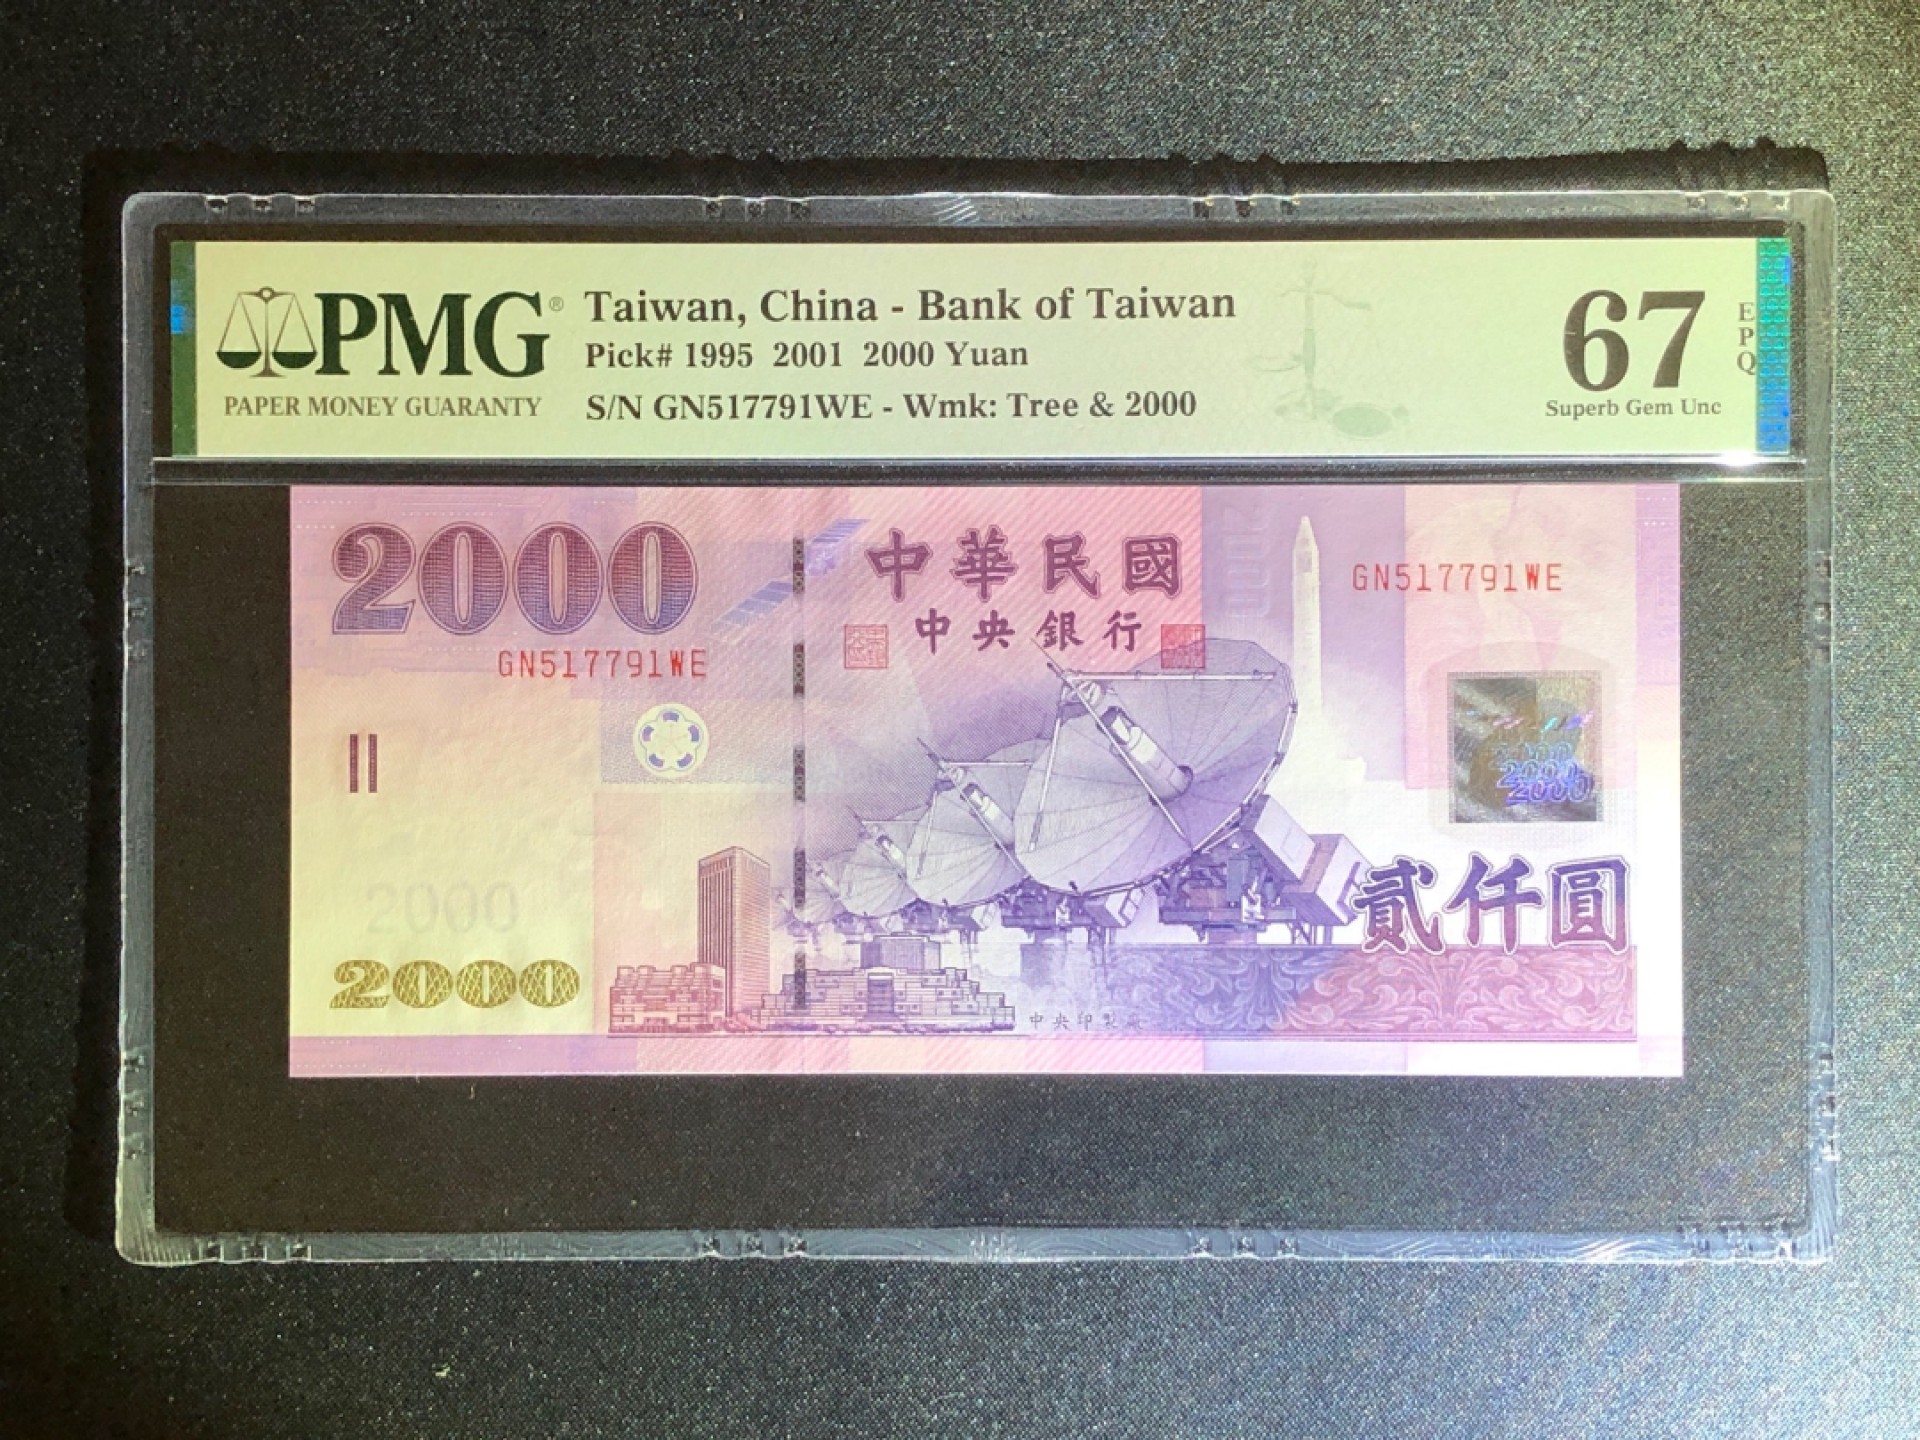 PMG®
PAPER MONEY GUARANTY
Taiwan, China - Bank of Taiwan
Pick# 1995 2001 2000 Yuan
S/N GN517791WE - Wmk: Tree & 2000
67
EPQ
Superb Gem Unc
2000
GN517791WE
中華民國
中央銀行
GN517791WE
2000
2000
2000
貳仟圓
2000
2000
中央印製廠